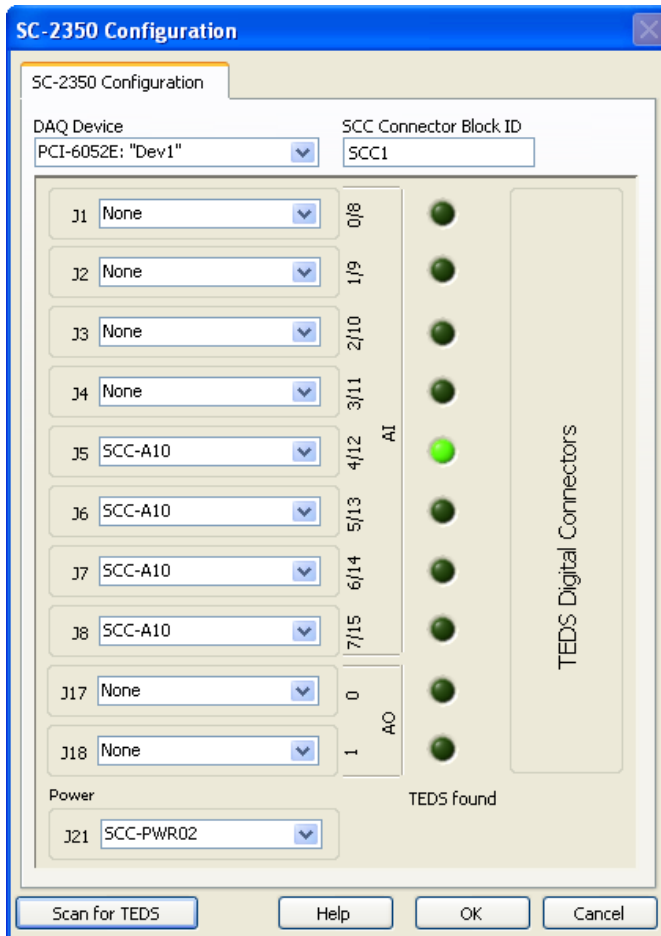 SC-2350 Configuration
SC-2350 Configuration
DAQ Device
SCC Connector Block ID
PCI-6052E: "Dev1"
SCC1
J1 None 0/8
J2 None 1/9
J3 None 2/10
J4 None 3/11
AI
J5 SCC-A10 4/12
J6 SCC-A10 5/13
J7 SCC-A10 6/14
J8 SCC-A10 7/15
TEDS Digital Connectors
J17 None 0
AO
J18 None 1
Power
TEDS found
J21 SCC-PWR02
Scan for TEDS
Help
OK
Cancel